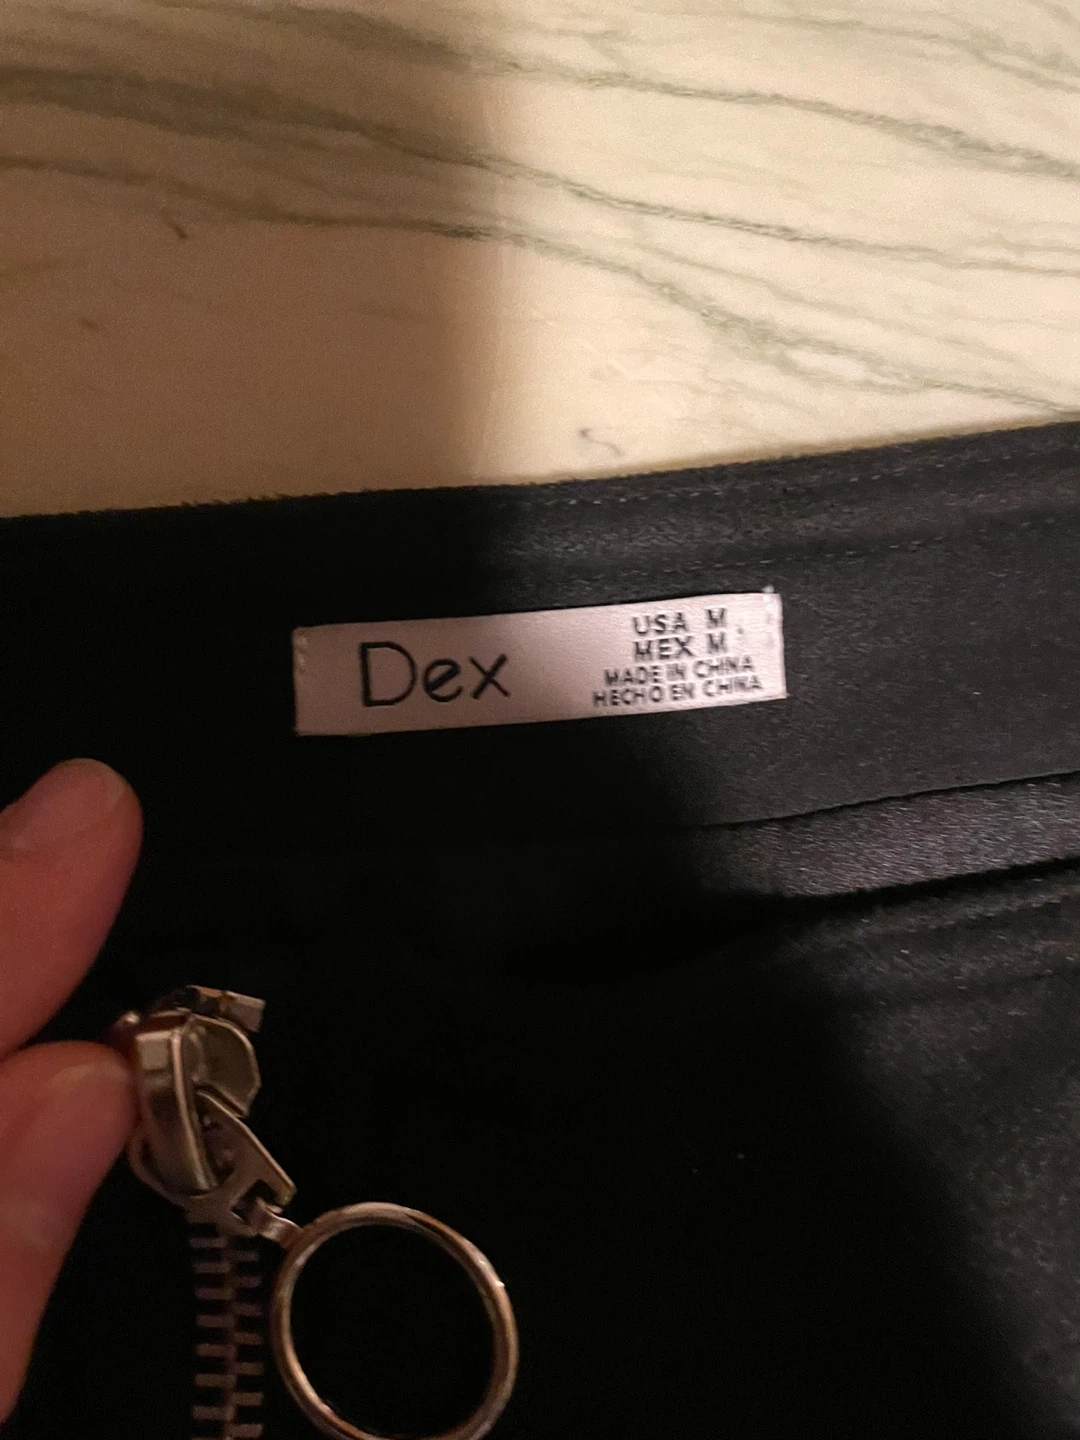 Dex
USA M
MEX M
MADE IN CHINA
HECHO EN CHINA